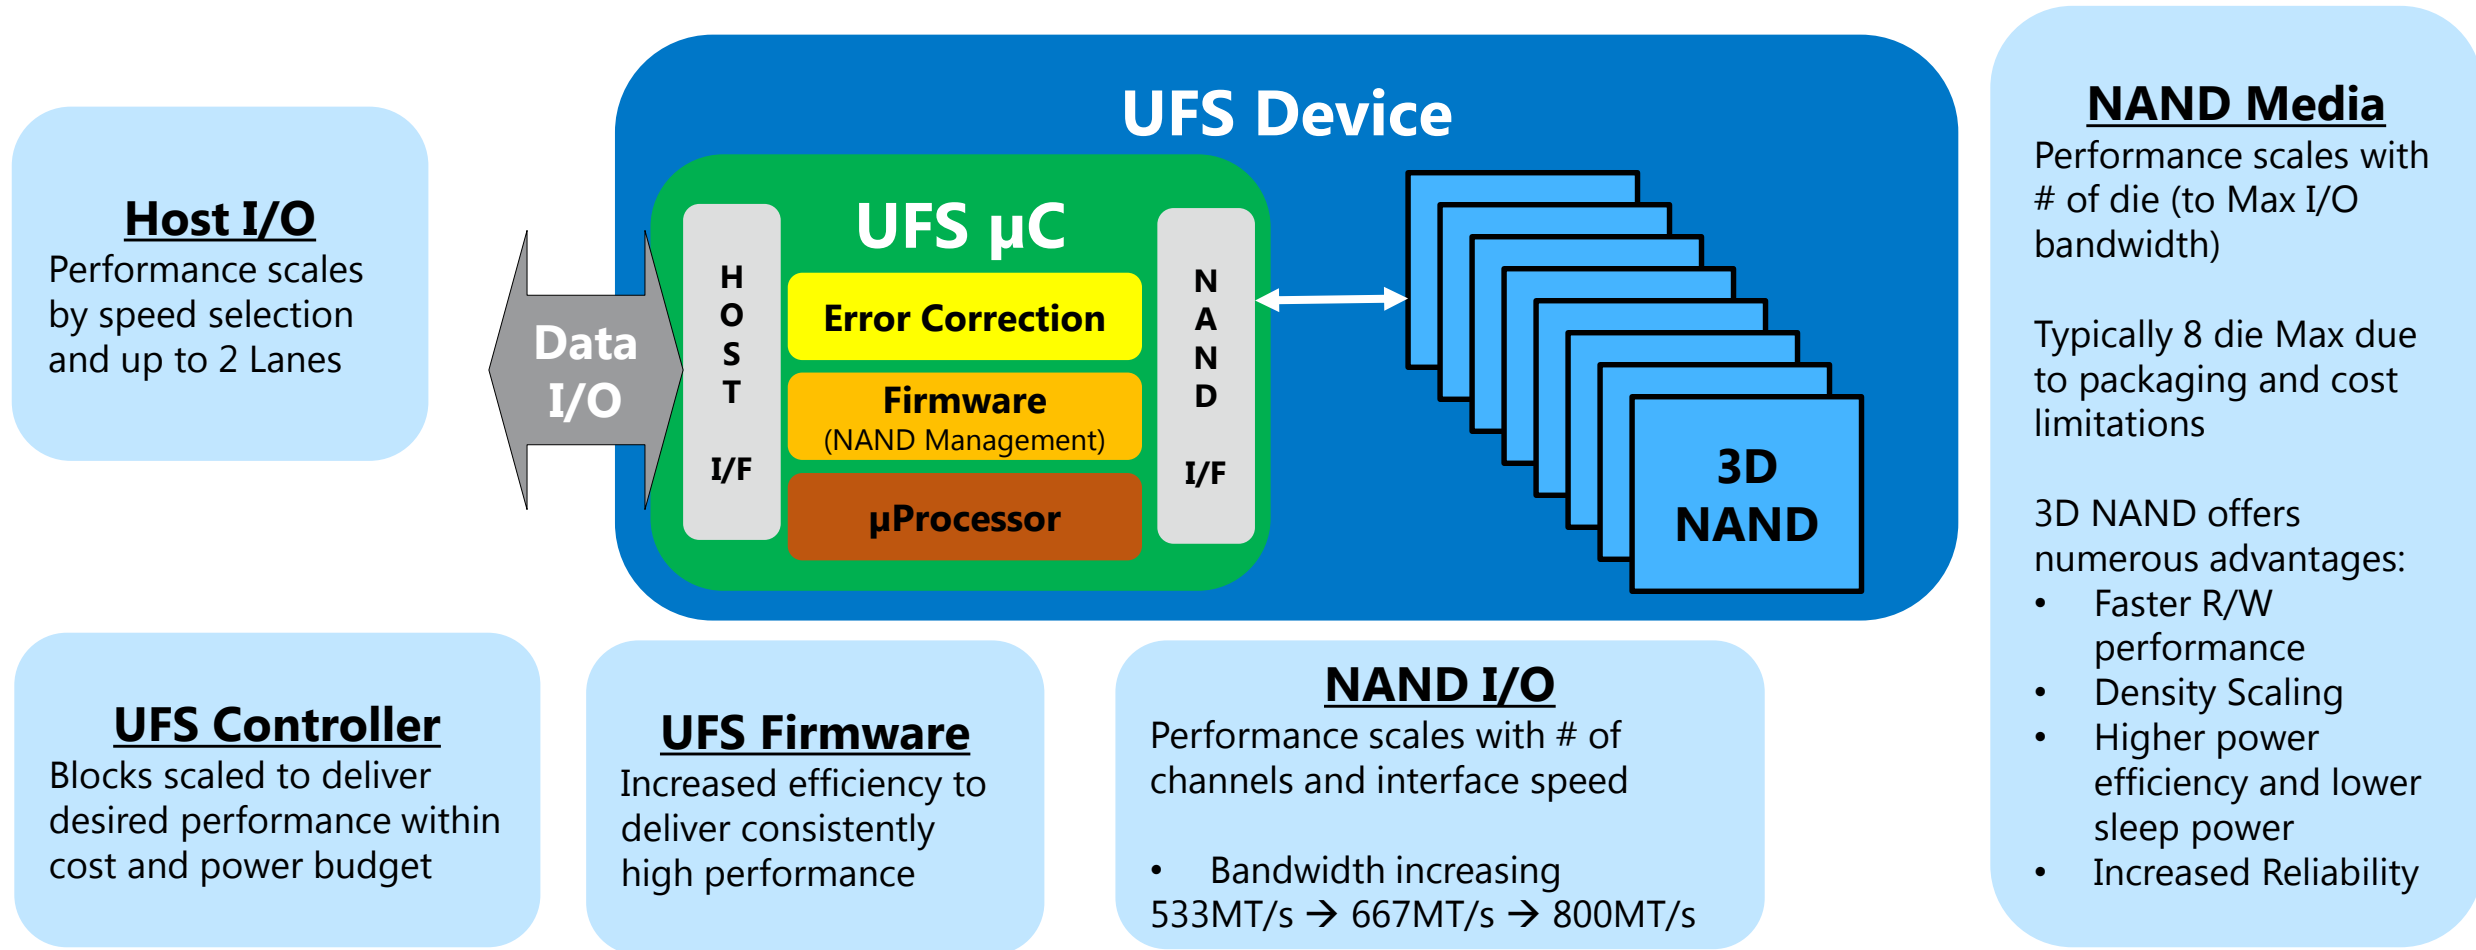 UFS Device
Host I/O
Performance scales
by speed selection
and up to 2 Lanes
Data
I/O
H
O
S
T
I/F
UFS µC
Error Correction
Firmware
(NAND Management)
µProcessor
N
A
N
D
I/F
3D
NAND
NAND Media
Performance scales with
# of die (to Max I/O
bandwidth)
Typically 8 die Max due
to packaging and cost
limitations
3D NAND offers
numerous advantages:
• Faster R/W
performance
• Density Scaling
• Higher power
efficiency and lower
sleep power
• Increased Reliability
UFS Controller
Blocks scaled to deliver
desired performance within
cost and power budget
UFS Firmware
Increased efficiency to
deliver consistently
high performance
NAND I/O
Performance scales with # of
channels and interface speed
• Bandwidth increasing
533MT/s → 667MT/s → 800MT/s